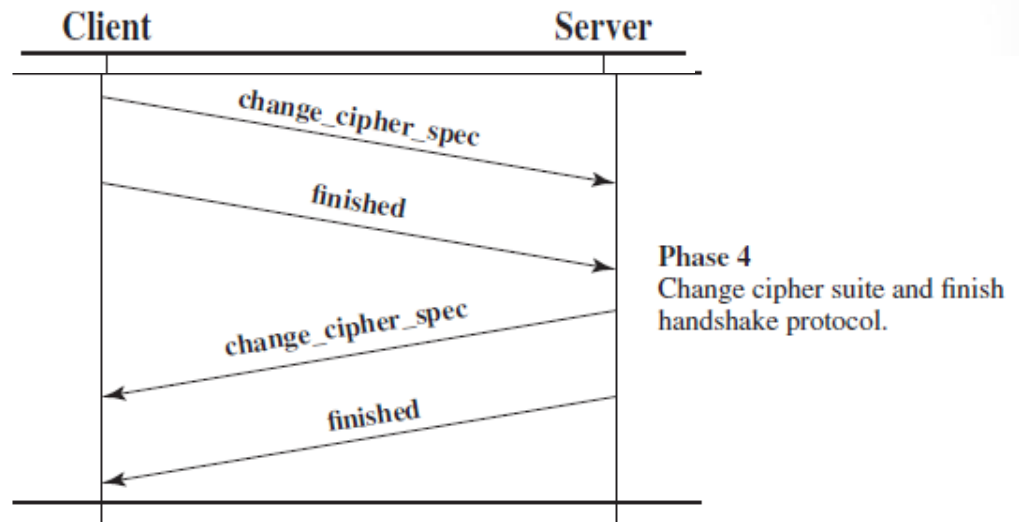 Client
Server
change_cipher_spec
finished
Phase 4
Change cipher suite and finish
handshake protocol.
change_cipher_spec
finished